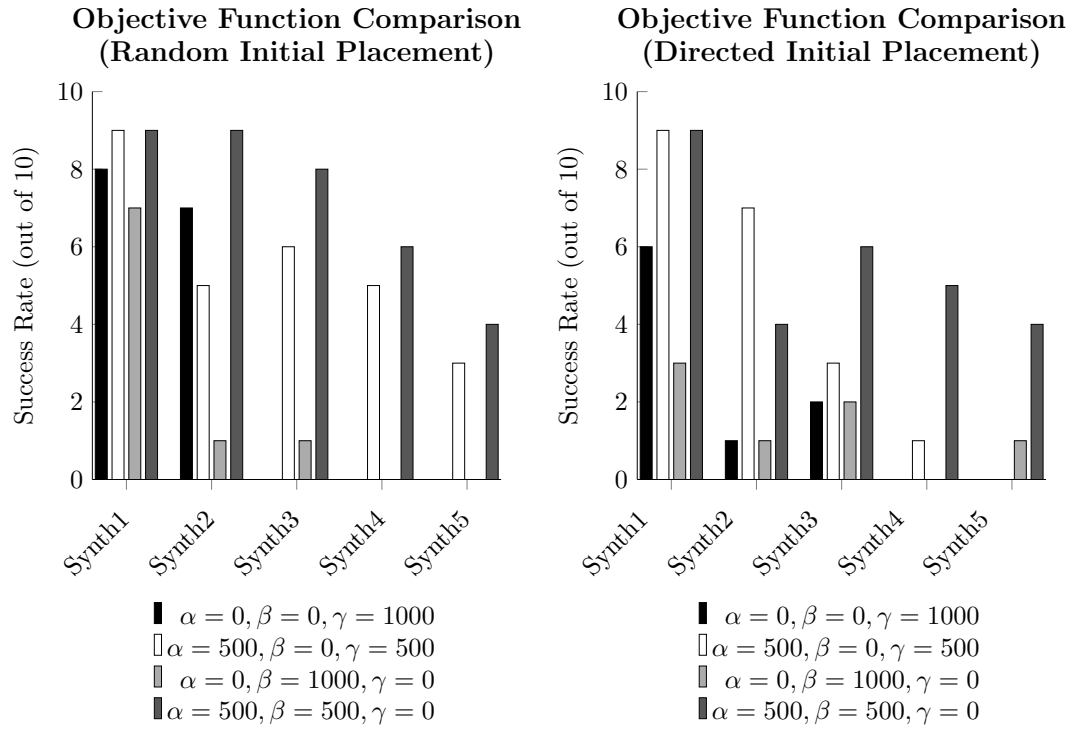 Objective Function Comparison
(Random Initial Placement)
Success Rate (out of 10)
10
8
6
4
2
0
Synth1
Synth2
Synth3
Synth4
Synth5
α = 0, β = 0, γ = 1000
α = 500, β = 0, γ = 500
α = 0, β = 1000, γ = 0
α = 500, β = 500, γ = 0
Objective Function Comparison
(Directed Initial Placement)
Success Rate (out of 10)
10
8
6
4
2
0
Synth1
Synth2
Synth3
Synth4
Synth5
α = 0, β = 0, γ = 1000
α = 500, β = 0, γ = 500
α = 0, β = 1000, γ = 0
α = 500, β = 500, γ = 0